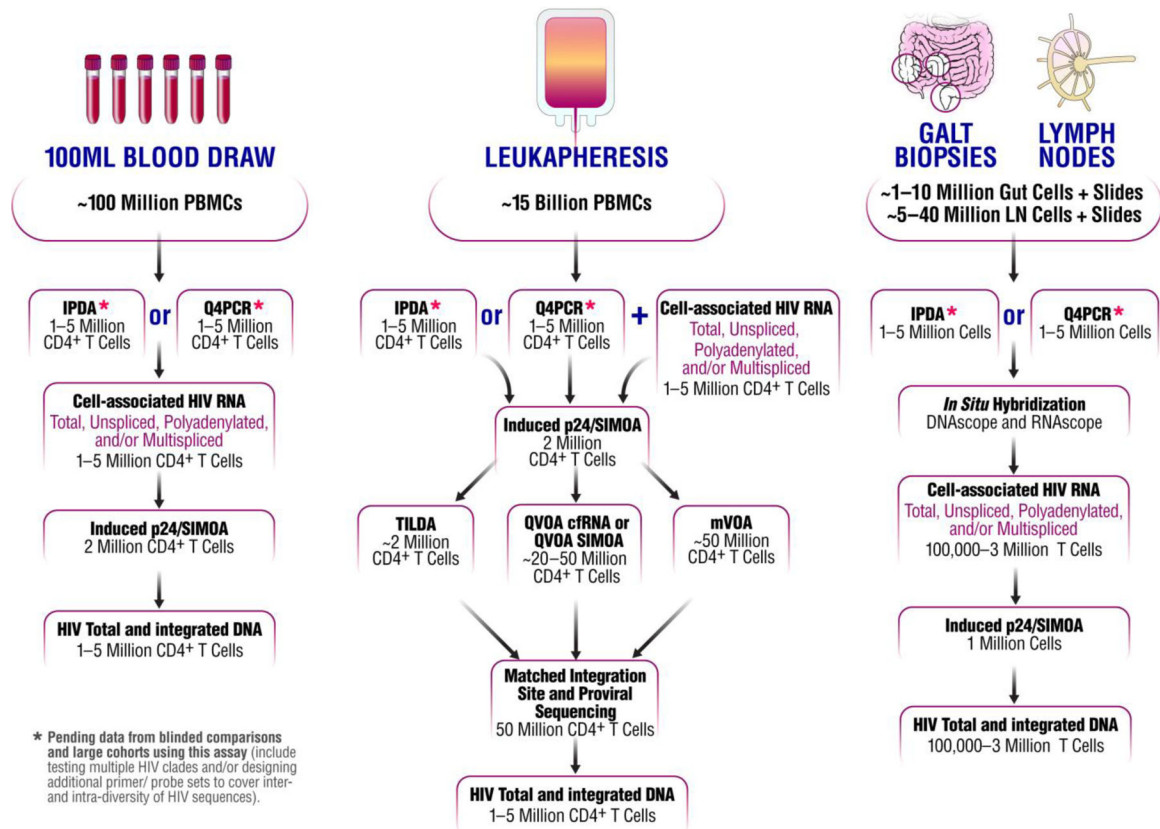 100ML BLOOD DRAW
~100 Million PBMCs
IPDA*
1–5 Million
CD4+ T Cells
or
Q4PCR*
1–5 Million
CD4+ T Cells
Cell-associated HIV RNA
Total, Unspliced, Polyadenylated,
and/or Multispliced
1–5 Million CD4+ T Cells
Induced p24/SIMOA
2 Million CD4+ T Cells
HIV Total and integrated DNA
1–5 Million CD4+ T Cells
* Pending data from blinded comparisons
and large cohorts using this assay (include
testing multiple HIV clades and/or designing
additional primer/ probe sets to cover inter-
and intra-diversity of HIV sequences).
LEUKAPHERESIS
~15 Billion PBMCs
IPDA*
1–5 Million
CD4+ T Cells
or
Q4PCR*
1–5 Million
CD4+ T Cells
+
Cell-associated HIV RNA
Total, Unspliced,
Polyadenylated,
and/or Multispliced
1–5 Million CD4+ T Cells
Induced p24/SIMOA
2 Million
CD4+ T Cells
TILDA
~2 Million
CD4+ T Cells
QVOA cfRNA or
QVOA SIMOA
~20–50 Million
CD4+ T Cells
mVOA
~50 Million
CD4+ T Cells
Matched Integration
Site and Proviral
Sequencing
50 Million CD4+ T Cells
HIV Total and integrated DNA
1–5 Million CD4+ T Cells
GALT
BIOPSIES
LYMPH
NODES
~1–10 Million Gut Cells + Slides
~5–40 Million LN Cells + Slides
IPDA*
1–5 Million Cells
or
Q4PCR*
1–5 Million Cells
In Situ Hybridization
DNAscope and RNAscope
Cell-associated HIV RNA
Total, Unspliced, Polyadenylated,
and/or Multispliced
100,000–3 Million T Cells
Induced p24/SIMOA
1 Million Cells
HIV Total and integrated DNA
100,000–3 Million T Cells